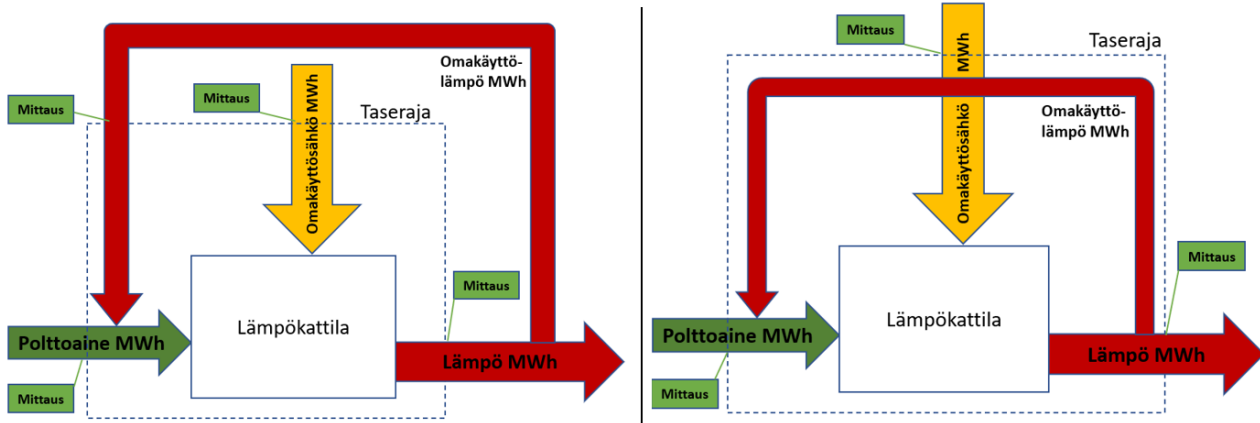 Omakäyttö-
lämpö MWh
Mittaus
Mittaus
Taseraja
Omakäyttösähkö MWh
Mittaus
Lämpökattila
Polttoaine MWh
Lämpö MWh
Mittaus
Mittaus
Taseraja
Omakäyttösähkö MWh
Omakäyttö-
lämpö MWh
Mittaus
Lämpökattila
Polttoaine MWh
Lämpö MWh
Mittaus